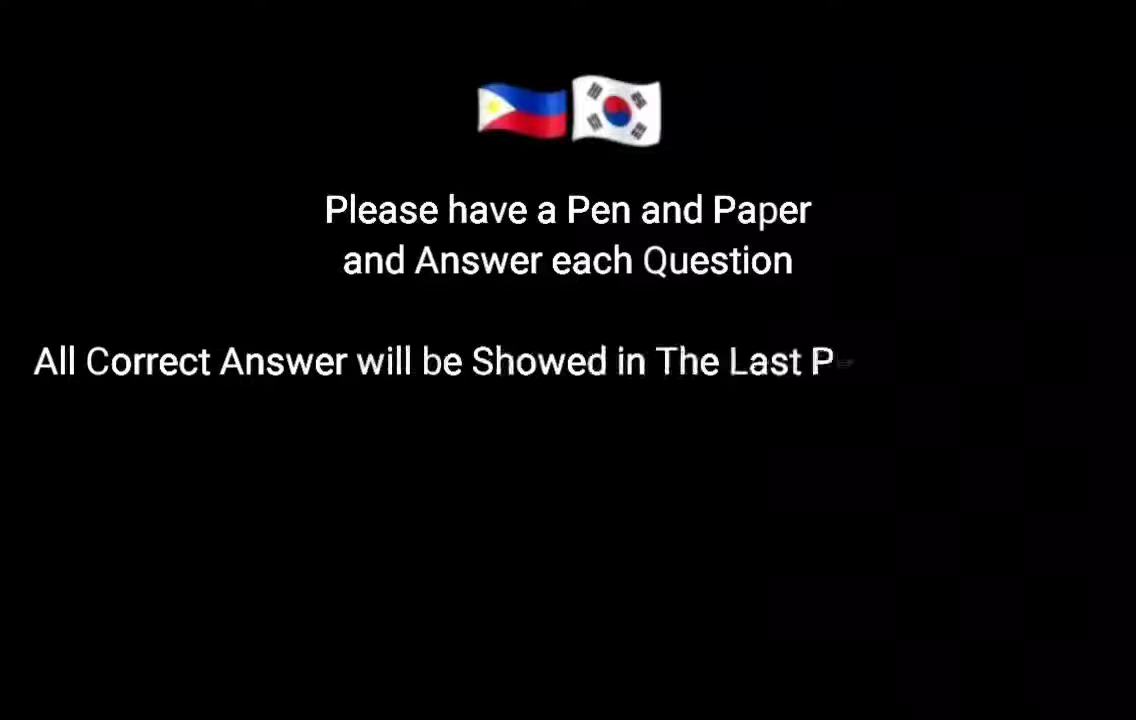 Please have a Pen and Paper
and Answer each Question
All Correct Answer will be Showed in The Last P